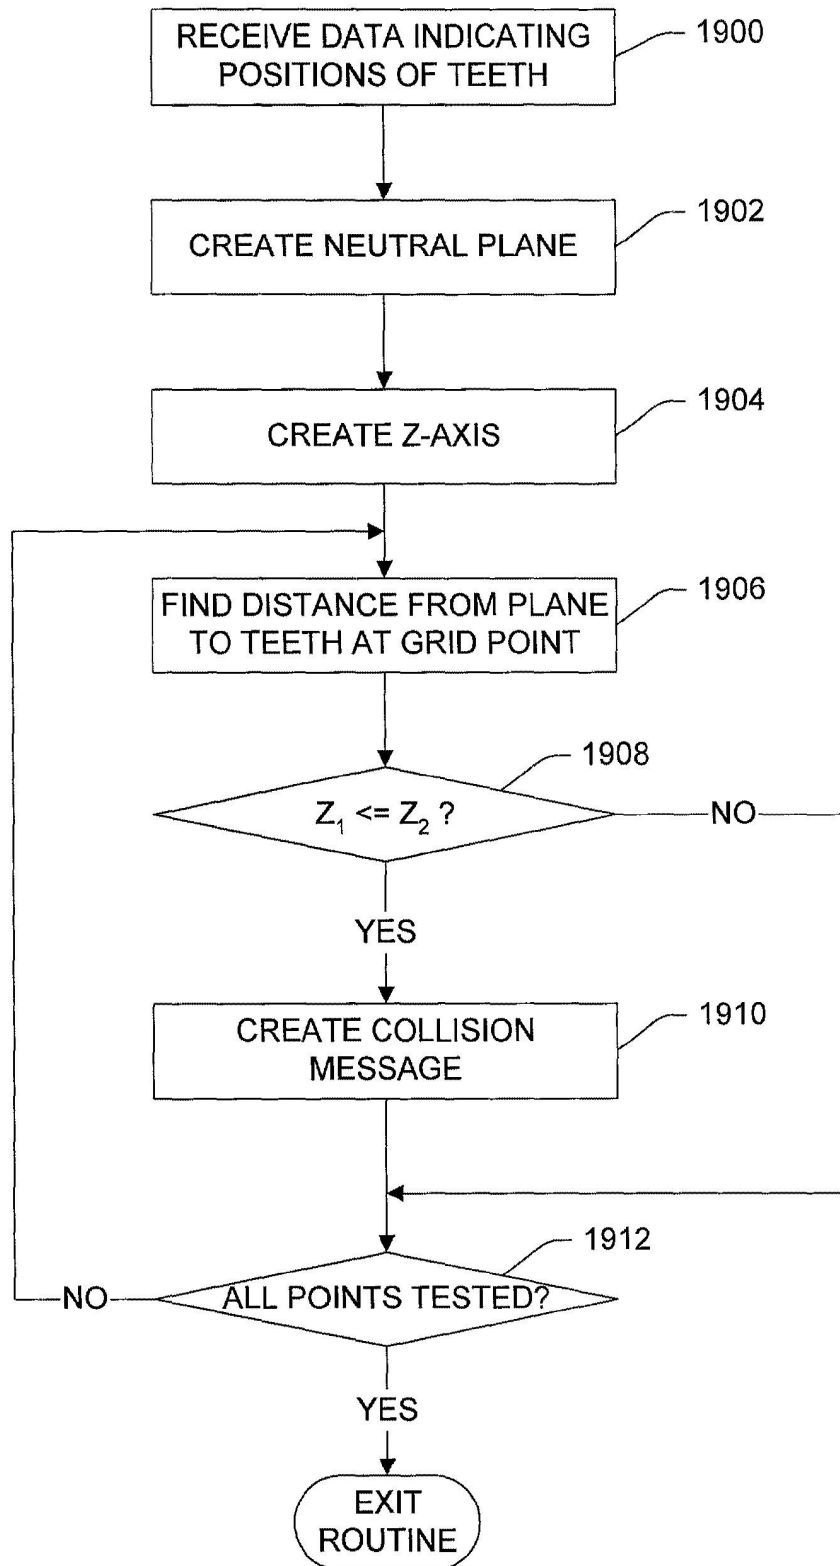 RECEIVE DATA INDICATING
POSITIONS OF TEETH
1900
CREATE NEUTRAL PLANE
1902
CREATE Z-AXIS
1904
FIND DISTANCE FROM PLANE
TO TEETH AT GRID POINT
1906
Z₁ <= Z₂ ?
1908
NO
YES
CREATE COLLISION
MESSAGE
1910
ALL POINTS TESTED?
1912
NO
YES
EXIT
ROUTINE